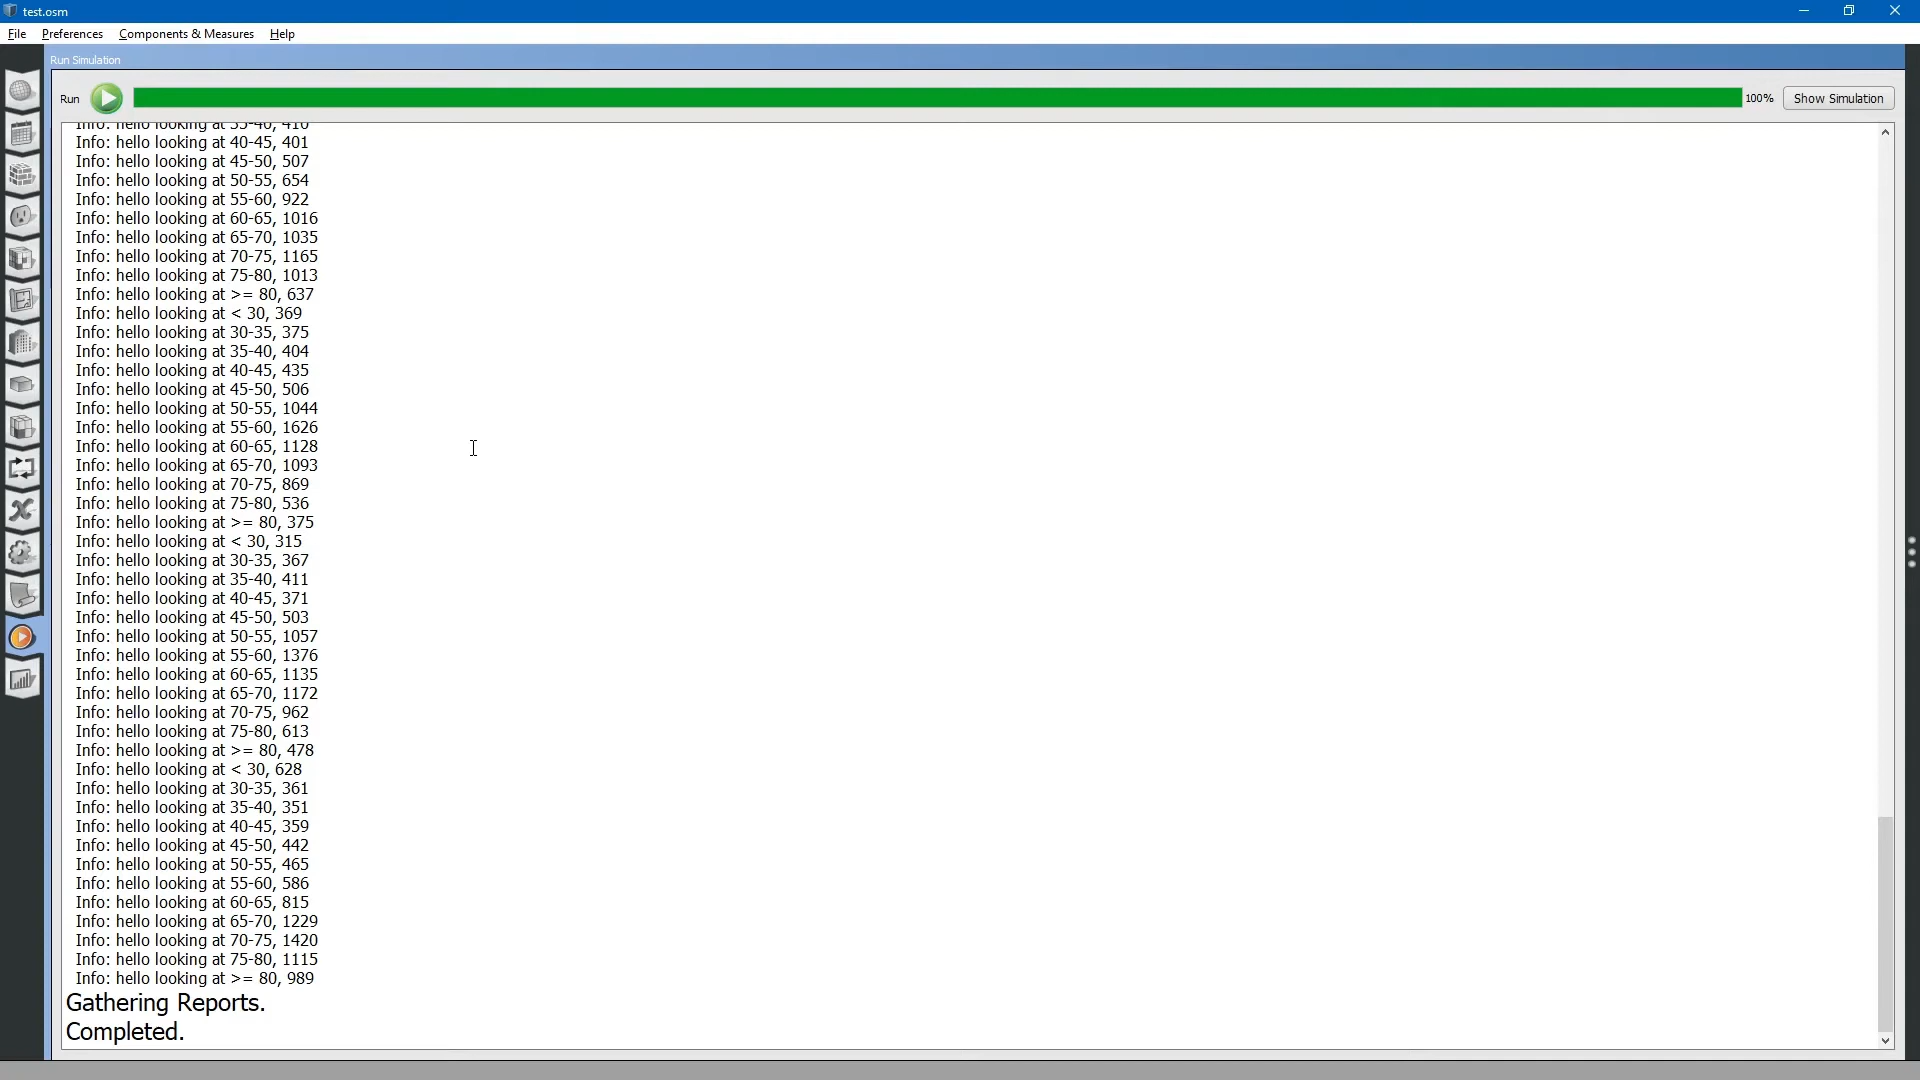 test.osm
File Preferences Components & Measures Help
Run Simulation
Run 100% Show Simulation
Info: hello looking at 35-40, 410
Info: hello looking at 40-45, 401
Info: hello looking at 45-50, 507
Info: hello looking at 50-55, 654
Info: hello looking at 55-60, 922
Info: hello looking at 60-65, 1016
Info: hello looking at 65-70, 1035
Info: hello looking at 70-75, 1165
Info: hello looking at 75-80, 1013
Info: hello looking at >= 80, 637
Info: hello looking at < 30, 369
Info: hello looking at 30-35, 375
Info: hello looking at 35-40, 404
Info: hello looking at 40-45, 435
Info: hello looking at 45-50, 506
Info: hello looking at 50-55, 1044
Info: hello looking at 55-60, 1626
Info: hello looking at 60-65, 1128
Info: hello looking at 65-70, 1093
Info: hello looking at 70-75, 869
Info: hello looking at 75-80, 536
Info: hello looking at >= 80, 375
Info: hello looking at < 30, 315
Info: hello looking at 30-35, 367
Info: hello looking at 35-40, 411
Info: hello looking at 40-45, 371
Info: hello looking at 45-50, 503
Info: hello looking at 50-55, 1057
Info: hello looking at 55-60, 1376
Info: hello looking at 60-65, 1135
Info: hello looking at 65-70, 1172
Info: hello looking at 70-75, 962
Info: hello looking at 75-80, 613
Info: hello looking at >= 80, 478
Info: hello looking at < 30, 628
Info: hello looking at 30-35, 361
Info: hello looking at 35-40, 351
Info: hello looking at 40-45, 359
Info: hello looking at 45-50, 442
Info: hello looking at 50-55, 465
Info: hello looking at 55-60, 586
Info: hello looking at 60-65, 815
Info: hello looking at 65-70, 1229
Info: hello looking at 70-75, 1420
Info: hello looking at 75-80, 1115
Info: hello looking at >= 80, 989
Gathering Reports.
Completed.